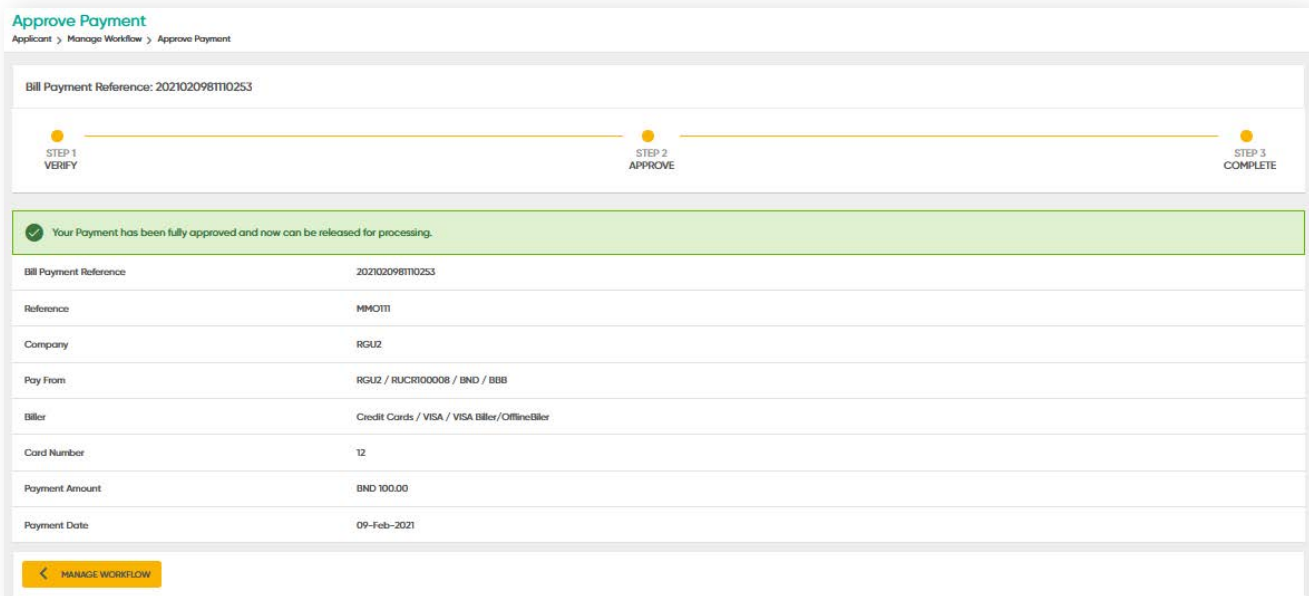 Approve Payment
Applicant > Manage Workflow > Approve Payment
Bill Payment Reference: 2021020981110253
STEP 1
VERIFY
STEP 2
APPROVE
STEP 3
COMPLETE
Your Payment has been fully approved and now can be released for processing.
Bill Payment Reference 2021020981110253
Reference MMO111
Company RGU2
Pay From RGU2 / RUCR100008 / BND / BBB
Biller Credit Cards / VISA / VISA Biller/OfflineBiler
Card Number 12
Payment Amount BND 100.00
Payment Date 09-Feb-2021
MANAGE WORKFLOW